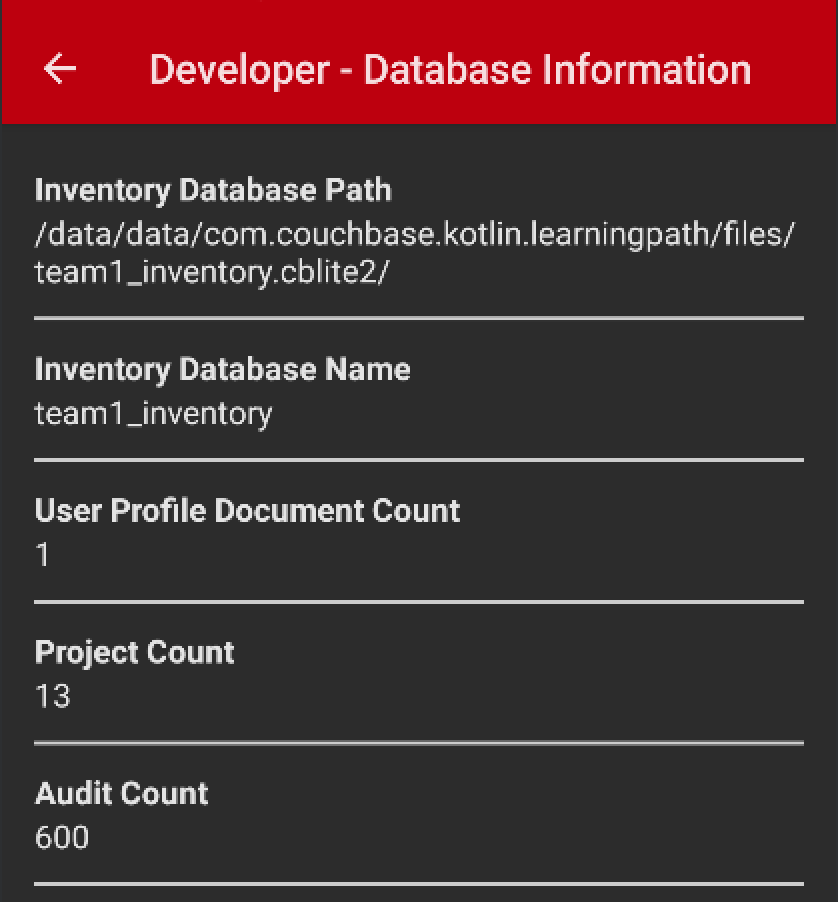 Developer - Database Information
Inventory Database Path
/data/data/com.couchbase.kotlin.learningpath/files/
team1_inventory.cblite2/
Inventory Database Name
team1_inventory
User Profile Document Count
1
Project Count
13
Audit Count
600